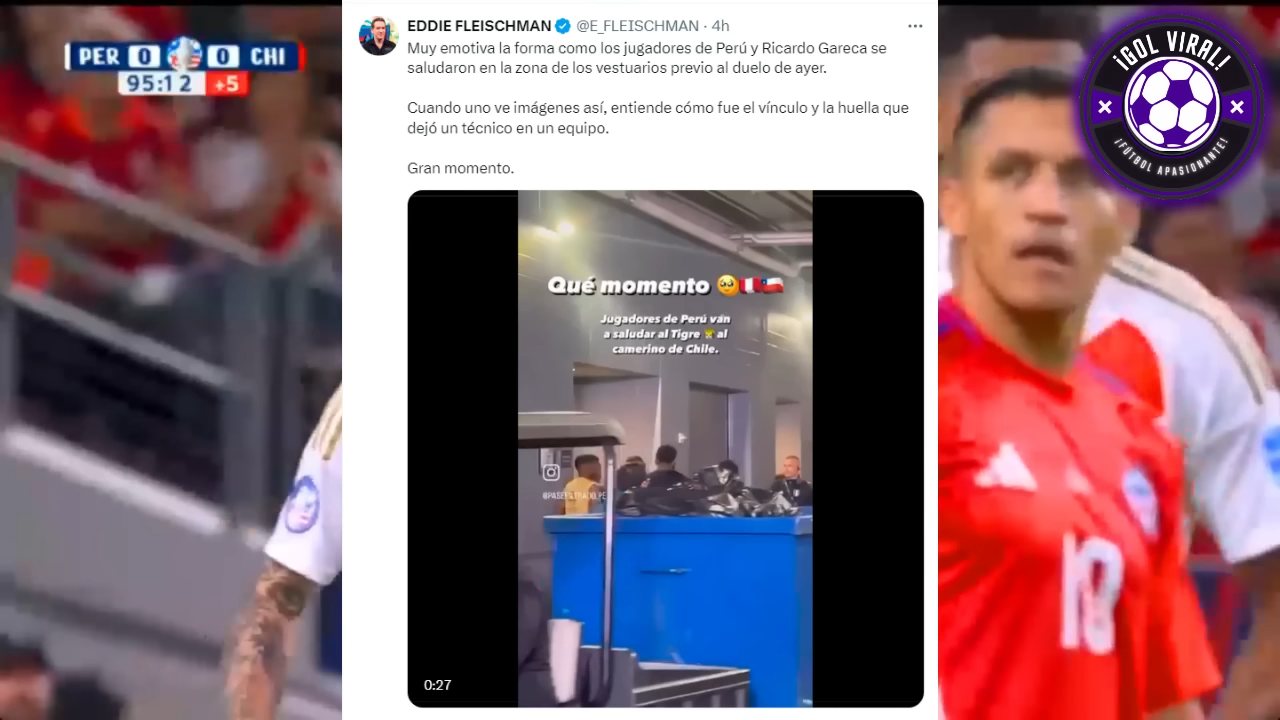 PER 0 0 CHI
95:12 +5
EDDIE FLEISCHMAN @E_FLEISCHMAN · 4h
Muy emotiva la forma como los jugadores de Perú y Ricardo Gareca se
saludaron en la zona de los vestuarios previo al duelo de ayer.
Cuando uno ve imágenes así, entiende cómo fue el vínculo y la huella que
dejó un técnico en un equipo.
Gran momento.
Qué momento 🥹🇵🇪🇨🇱
Jugadores de Perú van
a saludar al Tigre 🐯 al
camerino de Chile.
0:27
¡GOL VIRAL!
¡FÚTBOL APASIONANTE!
10